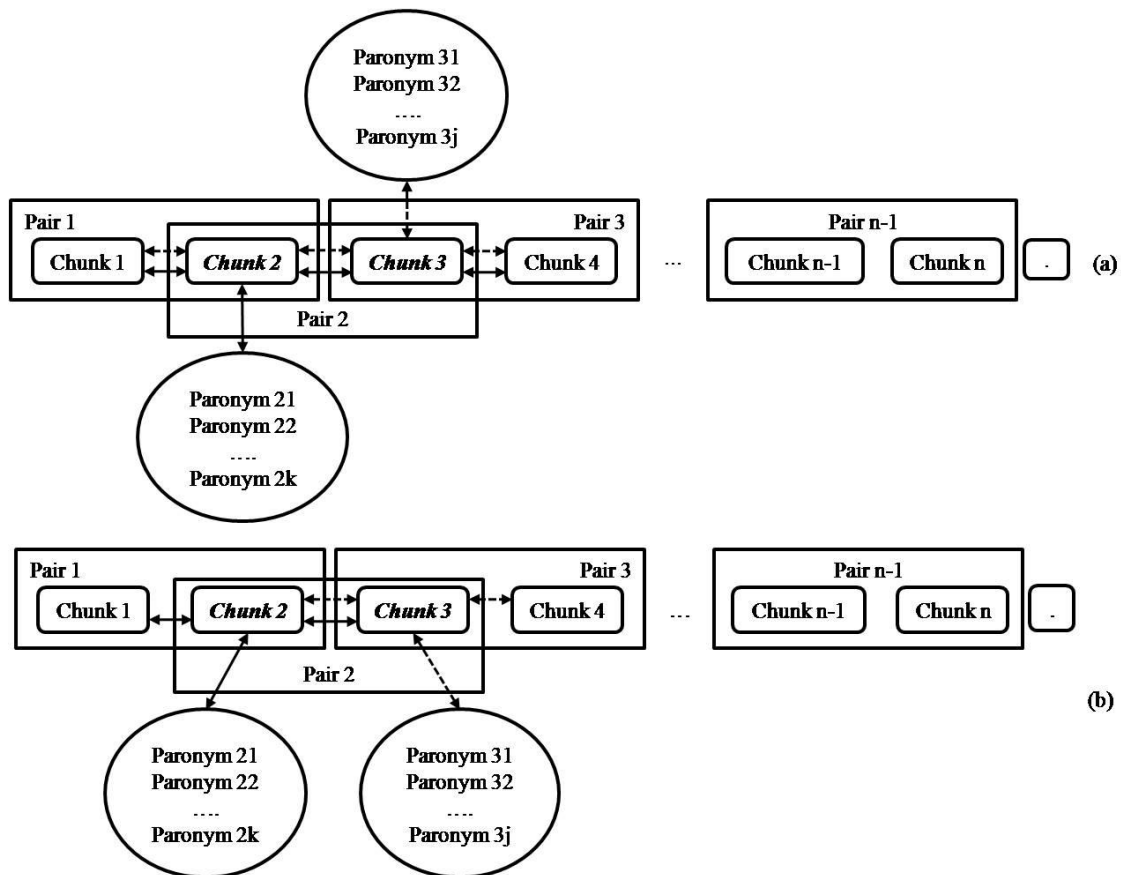 Paronym 31
Paronym 32
....
Paronym 3j
Pair 1
Pair 3
Pair n-1
Chunk 1
Chunk 2
Chunk 3
Chunk 4
...
Chunk n-1
Chunk n
.
(a)
Pair 2
Paronym 21
Paronym 22
....
Paronym 2k
Pair 1
Pair 3
Pair n-1
Chunk 1
Chunk 2
Chunk 3
Chunk 4
...
Chunk n-1
Chunk n
.
Pair 2
(b)
Paronym 21
Paronym 22
....
Paronym 2k
Paronym 31
Paronym 32
....
Paronym 3j